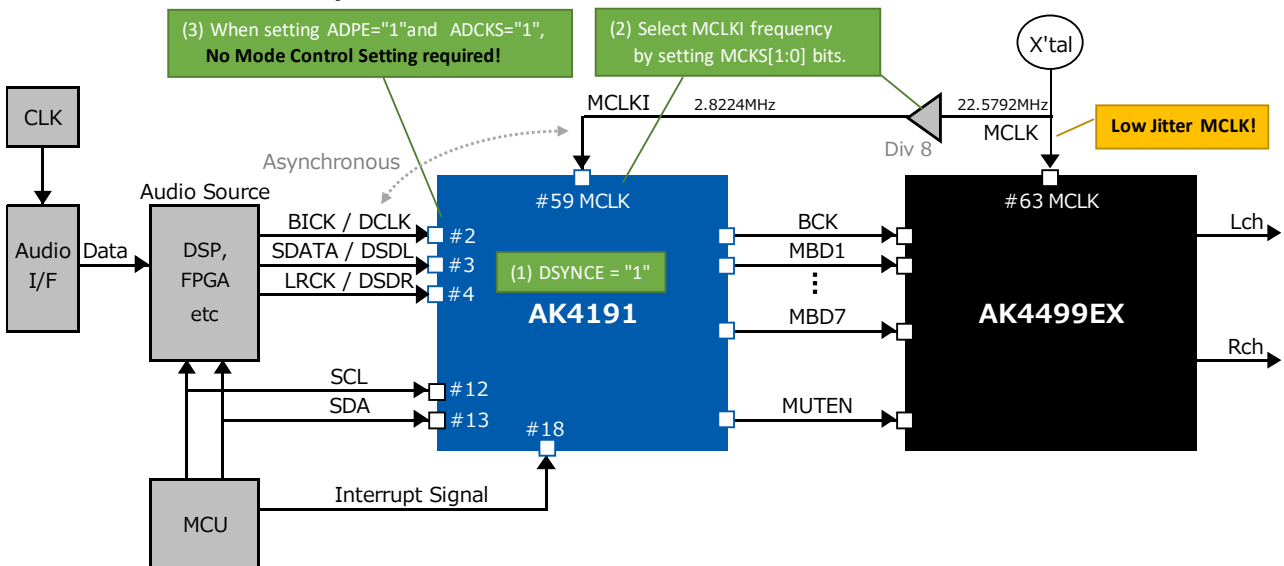 (3) When setting ADPE="1"and ADCKS="1",
No Mode Control Setting required!
(2) Select MCLKI frequency
by setting MCKS[1:0] bits.
X'tal
CLK
MCLKI
2.8224MHz
22.5792MHz
MCLK
Low Jitter MCLK!
Div 8
Asynchronous
Audio Source
#59 MCLK
#63 MCLK
Audio
I/F
Data
DSP,
FPGA
etc
BICK / DCLK
#2
SDATA / DSDL
#3
LRCK / DSDR
#4
(1) DSYNCE = "1"
AK4191
BCK
MBD1
MBD7
AK4499EX
Lch
Rch
SCL
#12
SDA
#13
#18
MUTEN
MCU
Interrupt Signal